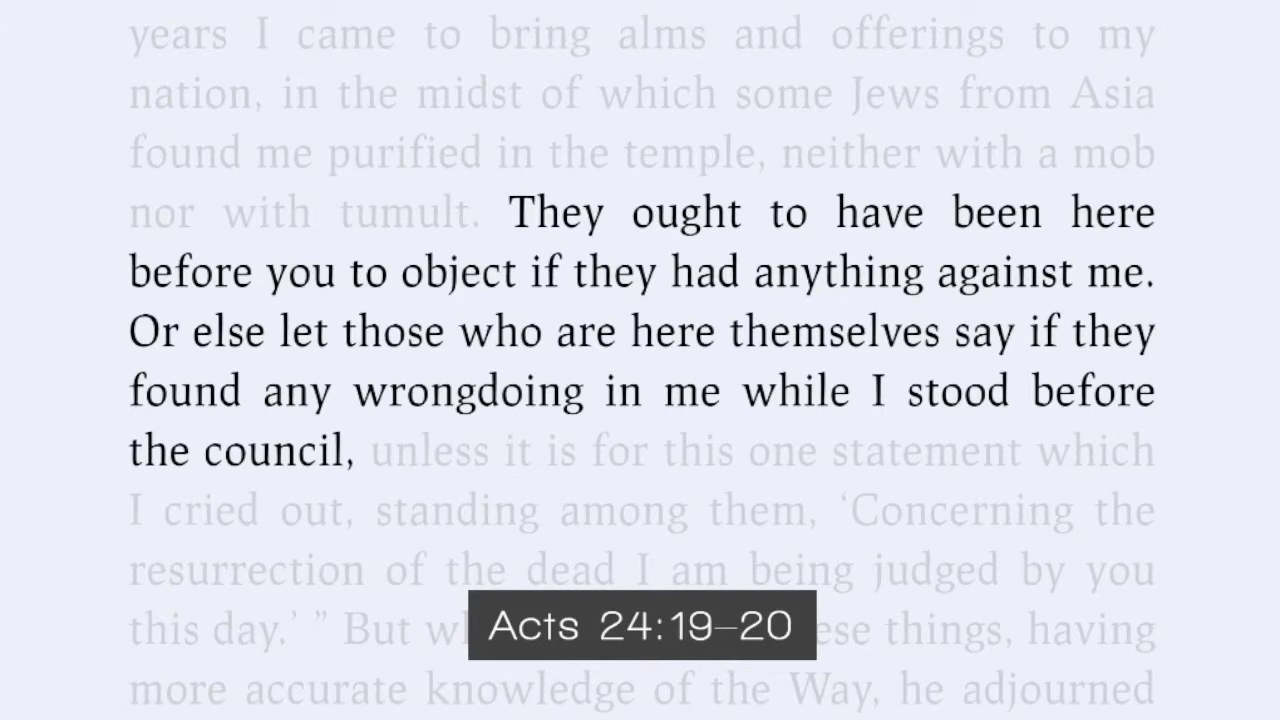 years I came to bring alms and offerings to my
nation, in the midst of which some Jews from Asia
found me purified in the temple, neither with a mob
nor with tumult. They ought to have been here
before you to object if they had anything against me.
Or else let those who are here themselves say if they
found any wrongdoing in me while I stood before
the council, unless it is for this one statement which
I cried out, standing among them, ‘Concerning the
resurrection of the dead I am being judged by you
this day.’ ” But things, having
Acts 24:19–20
more accurate knowledge of the Way, he adjourned